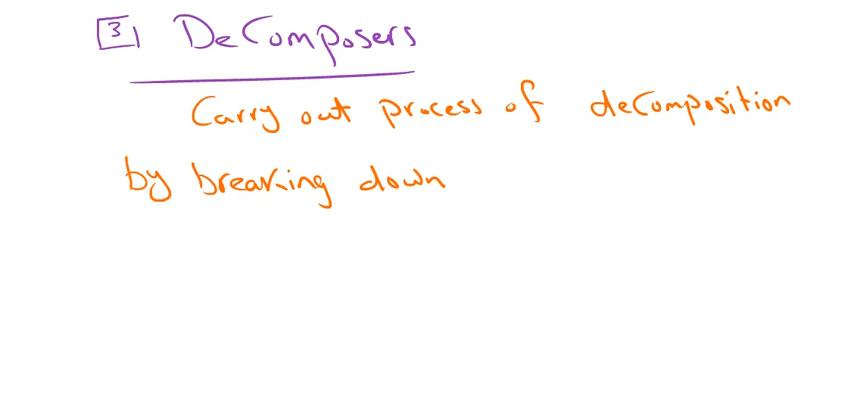 3 DeComposers
Carry out process of deComposition
by breaking down